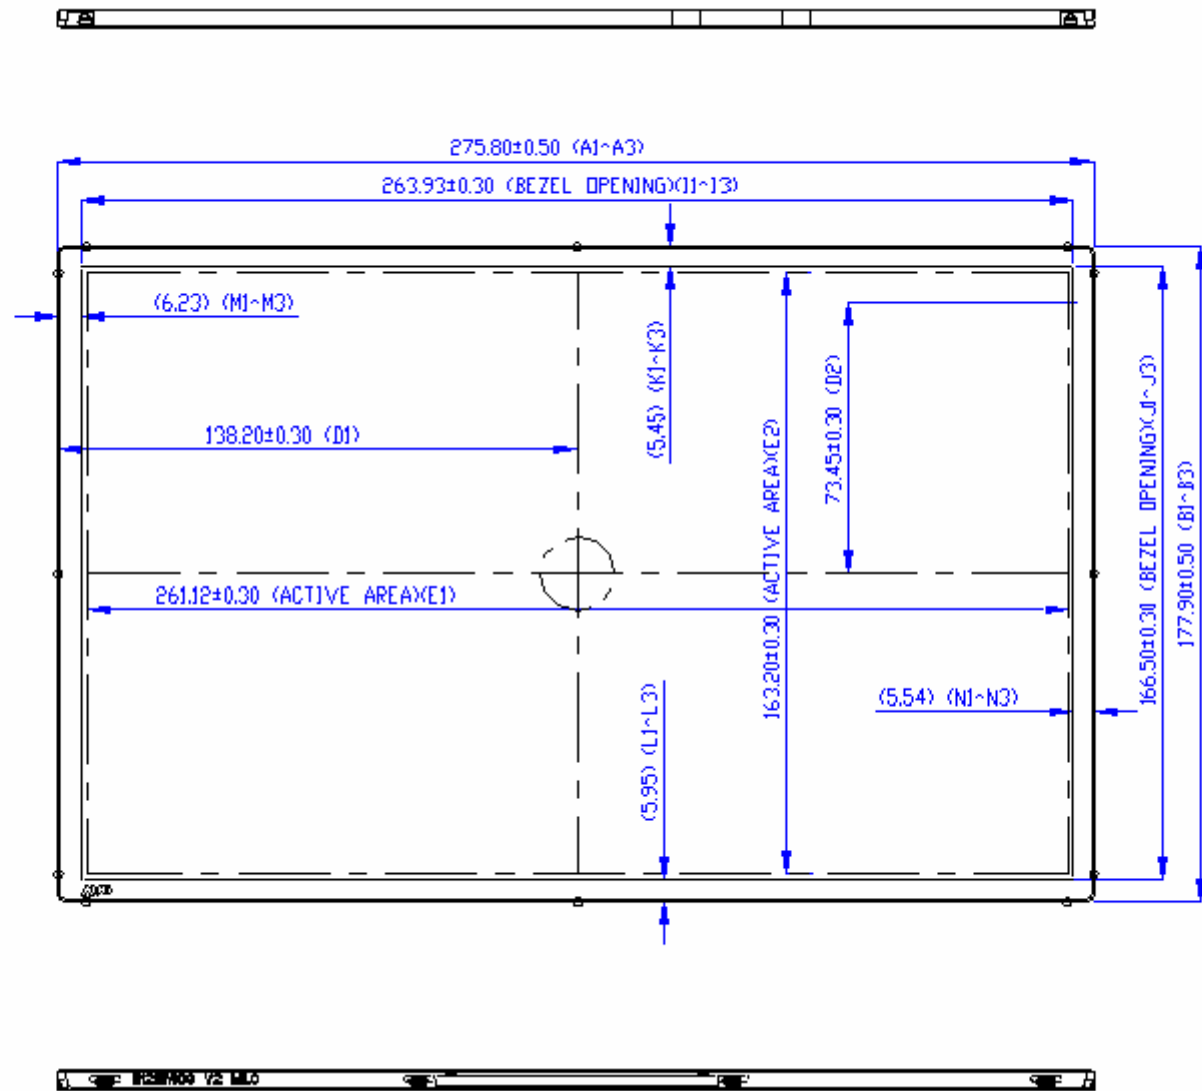 275.80±0.50 (A1~A3)
263.93±0.30 (BEZEL OPENING)(I1~I3)
(6.23) (M1~M3)
(5.45) (K1~K3)
73.45±0.30 (D2)
138.20±0.30 (D1)
163.20±0.30 (ACTIVE AREA)(E2)
166.50±0.30 (BEZEL OPENING)(J1~J3)
177.90±0.50 (B1~B3)
261.12±0.30 (ACTIVE AREA)(E1)
(5.95) (L1~L3)
(5.54) (N1~N3)